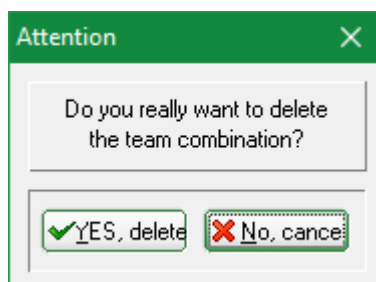 Attention
Do you really want to delete
the team combination?
YES, delete
No, cance